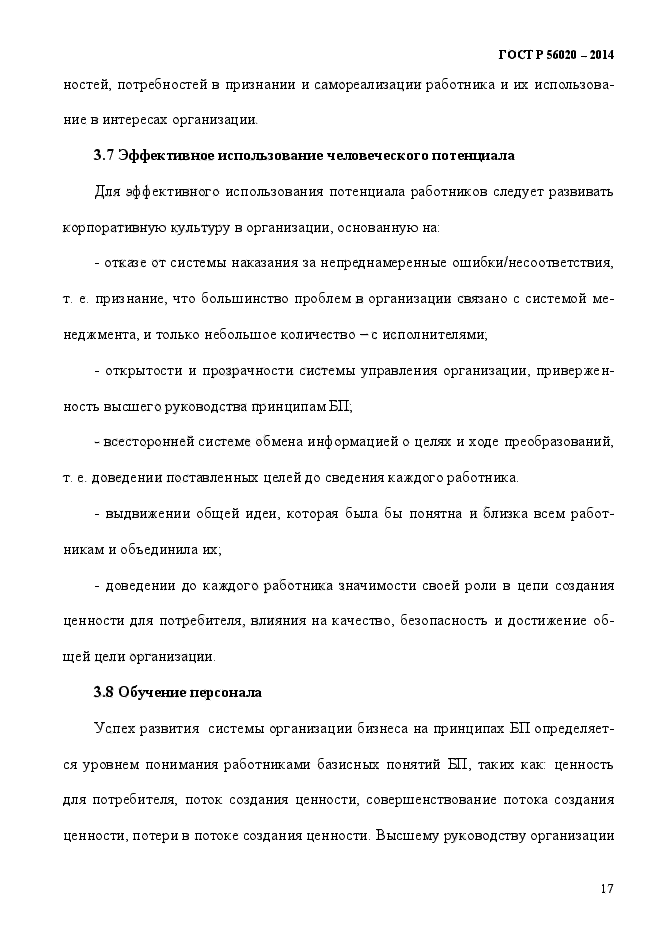 ГОСТ Р 56020 – 2014
ностей, потребностей в признании и самореализации работника и их использова-
ние в интересах организации.
3.7 Эффективное использование человеческого потенциала
Для эффективного использования потенциала работников следует развивать
корпоративную культуру в организации, основанную на:
- отказе от системы наказания за непреднамеренные ошибки/несоответствия,
т. е. признание, что большинство проблем в организации связано с системой ме-
неджмента, и только небольшое количество – с исполнителями;
- открытости и прозрачности системы управления организации, привержен-
ность высшего руководства принципам БП;
- всесторонней системе обмена информацией о целях и ходе преобразований,
т. е. доведении поставленных целей до сведения каждого работника.
- выдвижении общей идеи, которая была бы понятна и близка всем работ-
никам и объединила их;
- доведении до каждого работника значимости своей роли в цепи создания
ценности для потребителя, влияния на качество, безопасность и достижение об-
щей цели организации.
3.8 Обучение персонала
Успех развития системы организации бизнеса на принципах БП определяет-
ся уровнем понимания работниками базисных понятий БП, таких как: ценность
для потребителя, поток создания ценности, совершенствование потока создания
ценности, потери в потоке создания ценности. Высшему руководству организации
17